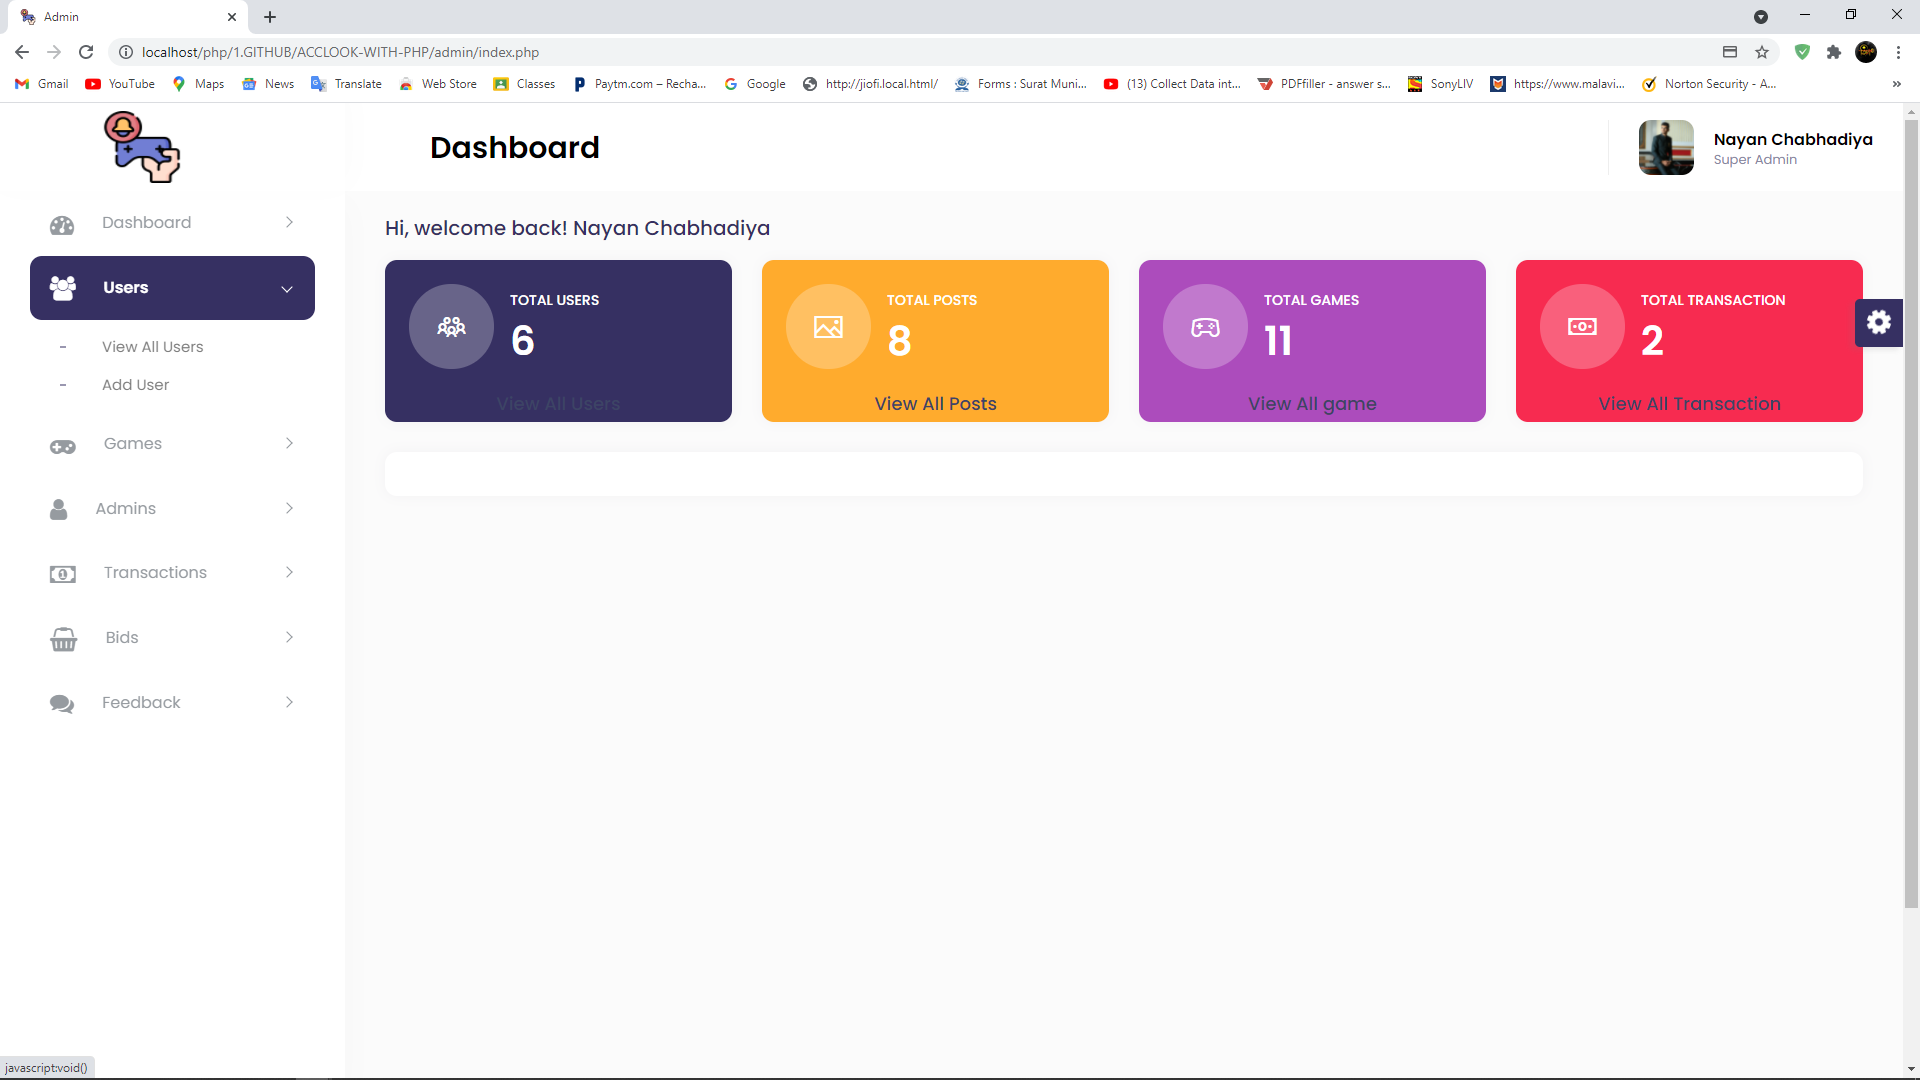 Admin
localhost/php/1.GITHUB/ACCLOOK-WITH-PHP/admin/index.php
Gmail YouTube Maps News Translate Web Store Classes Paytm.com – Recha... Google http://jiofi.local.html/ Forms : Surat Muni... (13) Collect Data int... PDFfiller - answer s... SonyLIV https://www.malavi... Norton Security - A... »
Dashboard
Nayan Chabhadiya
Super Admin
Dashboard
Users
- View All Users
- Add User
Games
Admins
Transactions
Bids
Feedback
Hi, welcome back! Nayan Chabhadiya
TOTAL USERS
6
View All Users
TOTAL POSTS
8
View All Posts
TOTAL GAMES
11
View All game
TOTAL TRANSACTION
2
View All Transaction
javascript:void()